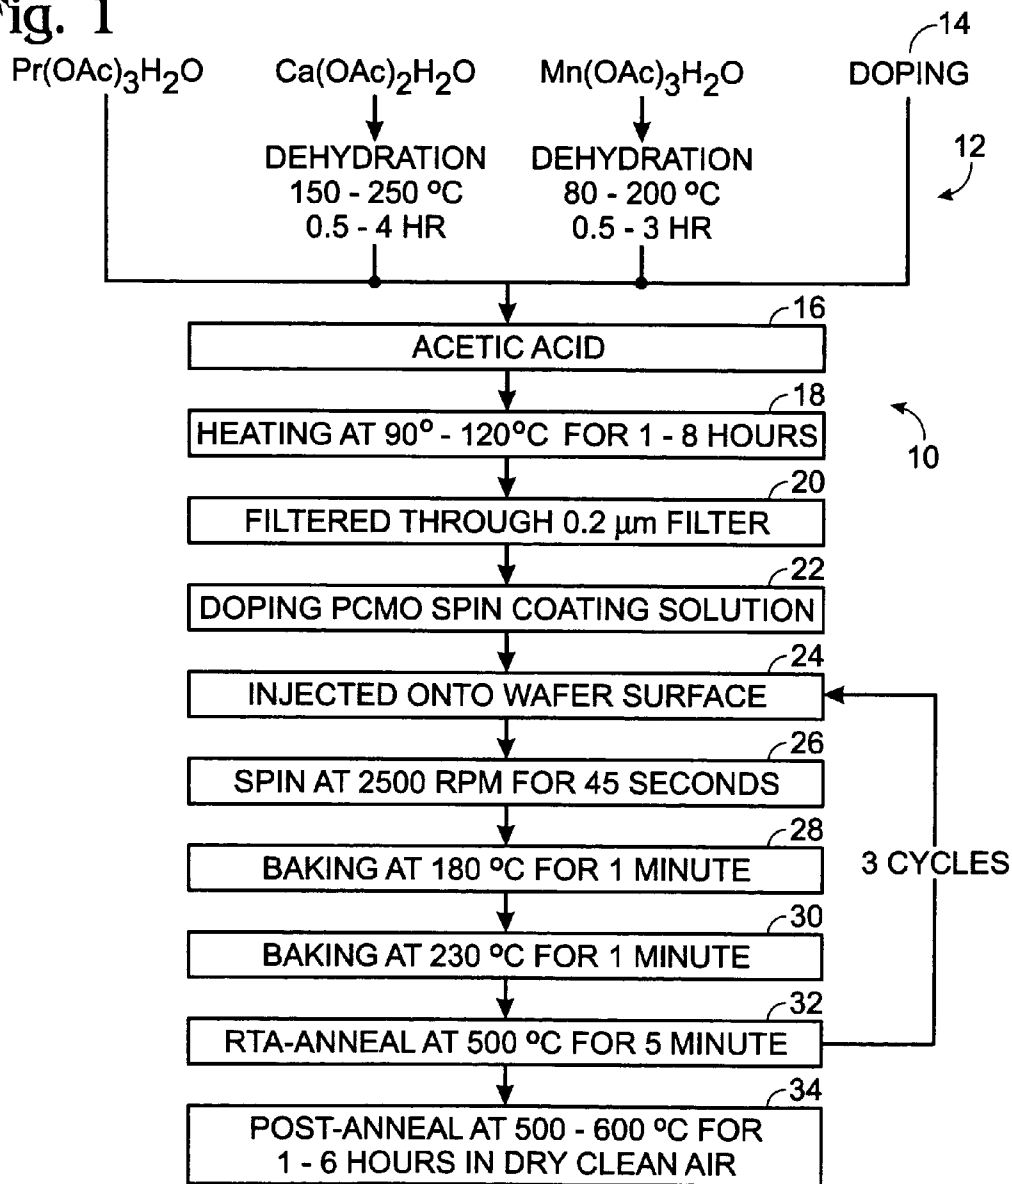 Fig. 1
14
Pr(OAc)3H2O Ca(OAc)2H2O Mn(OAc)3H2O DOPING
DEHYDRATION
150 - 250 ºC
0.5 - 4 HR
DEHYDRATION
80 - 200 ºC
0.5 - 3 HR
12
16
ACETIC ACID
18
HEATING AT 90º - 120ºC FOR 1 - 8 HOURS
10
20
FILTERED THROUGH 0.2 µm FILTER
22
DOPING PCMO SPIN COATING SOLUTION
24
INJECTED ONTO WAFER SURFACE
26
SPIN AT 2500 RPM FOR 45 SECONDS
28
BAKING AT 180 ºC FOR 1 MINUTE
3 CYCLES
30
BAKING AT 230 ºC FOR 1 MINUTE
32
RTA-ANNEAL AT 500 ºC FOR 5 MINUTE
34
POST-ANNEAL AT 500 - 600 ºC FOR
1 - 6 HOURS IN DRY CLEAN AIR